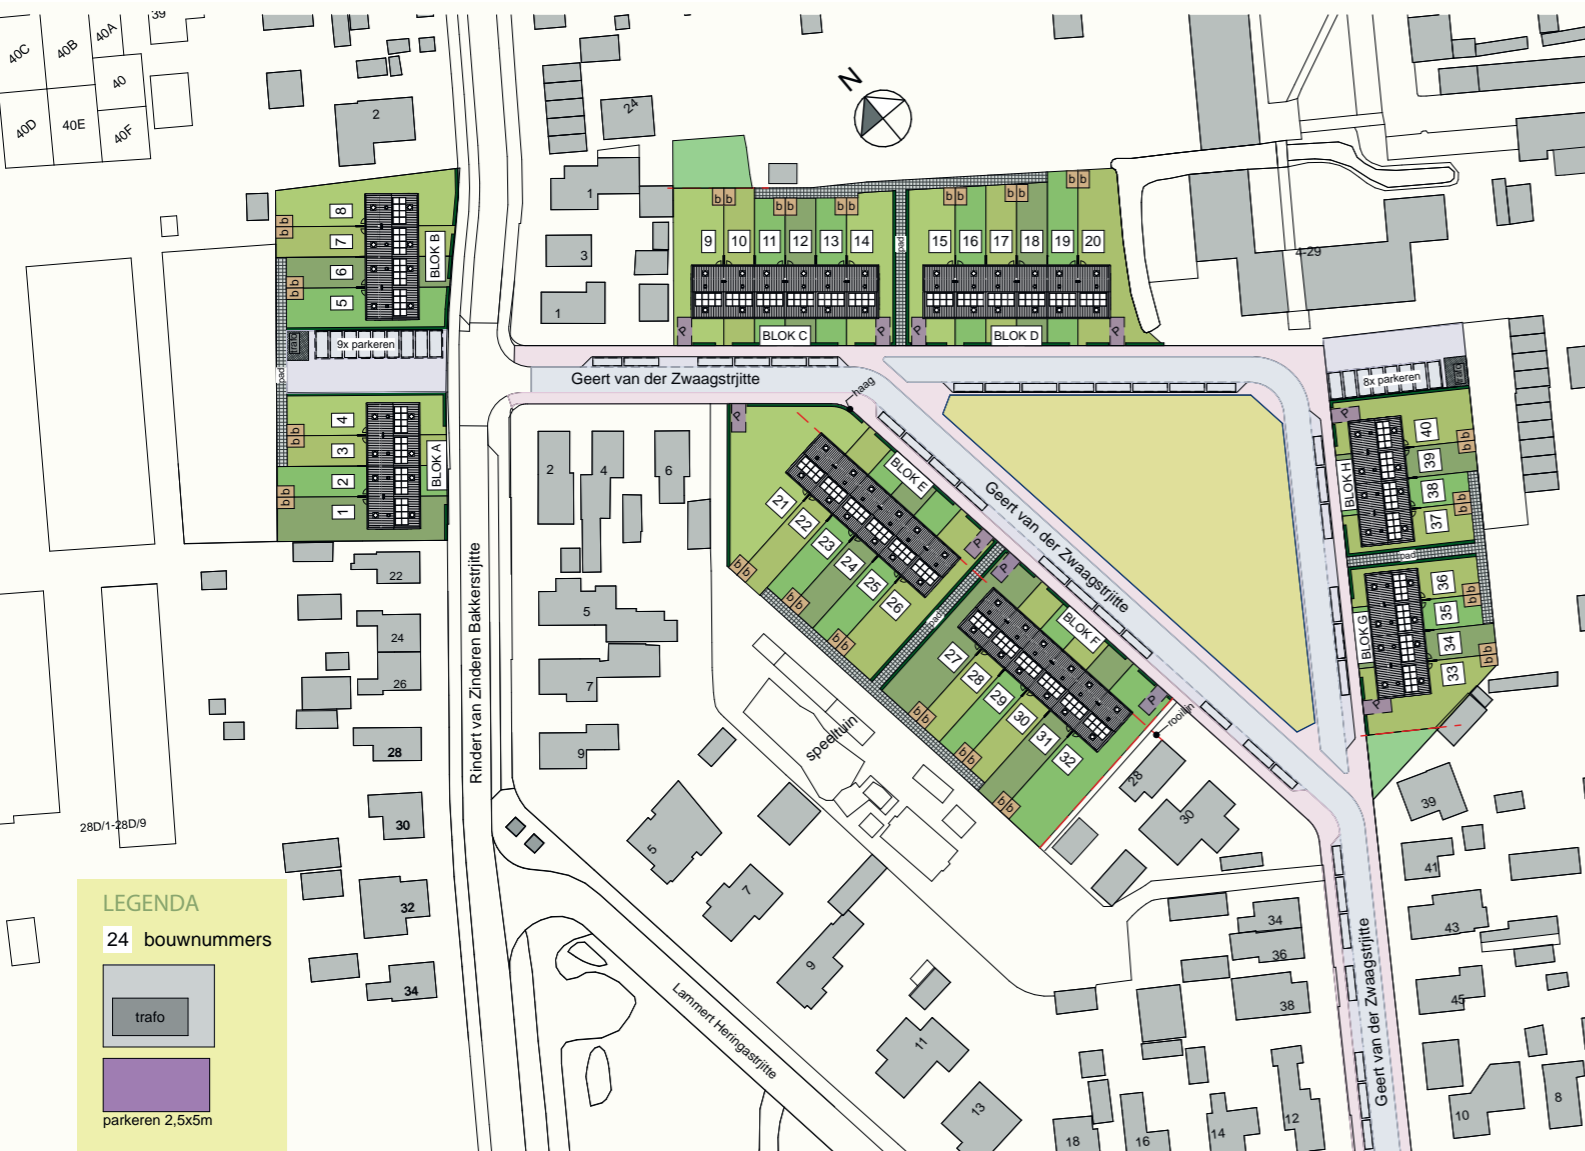 40C
40B
40A
39
40
40D
40E
40F
2
24
N
1
3
1
4-29
8
7
6
5
b b
b b
BLOK B
trafo
9x parkeren
pad
4
3
2
1
b b
b b
BLOK A
b b
b b
b b
9
10
11
12
13
14
P
BLOK C
P
pad
b b
b b
b b
15
16
17
18
19
20
P
BLOK D
P
Geert van der Zwaagstrjitte
haag
8x parkeren
trafo
P
BLOK H
40
39
38
37
b b
b b
pad
BLOK G
36
35
34
33
b b
b b
P
P
BLOK E
21
22
23
24
25
26
b b
b b
b b
P
pad
P
BLOK F
27
28
29
30
31
32
b b
b b
b b
P
rooilijn
Geert van der Zwaagstrjitte
2
4
6
5
7
9
22
24
26
28
30
32
34
Rindert van Zinderen Bakkerstrjitte
speeltuin
28
30
28D/1-28D/9
5
7
9
11
13
Lammert Heringastrjitte
34
36
38
39
41
43
45
18
16
14
12
10
8
Geert van der Zwaagstrjitte
LEGENDA
24 bouwnummers
trafo
parkeren 2,5x5m